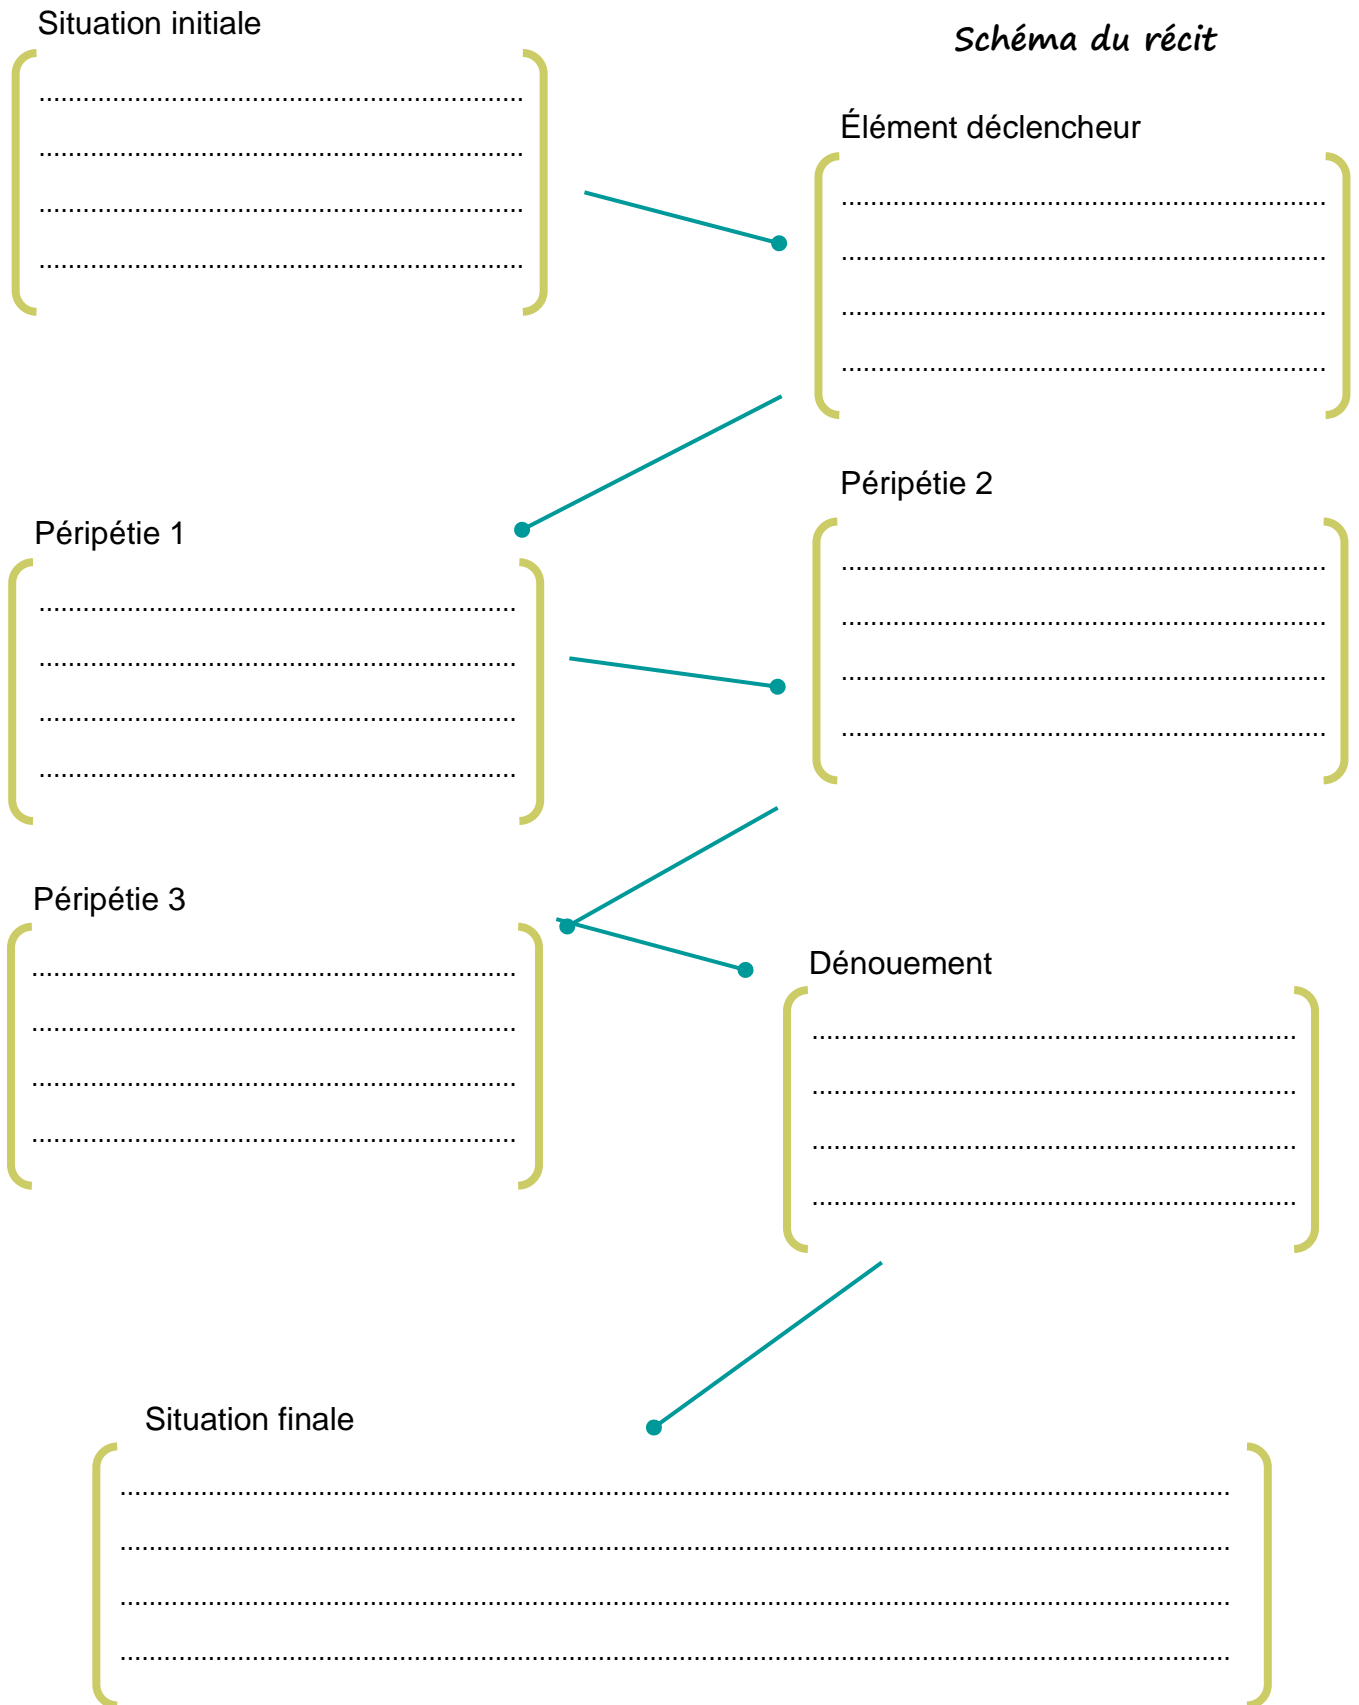 Situation initiale
Schéma du récit
Élément déclencheur
Péripétie 1
Péripétie 2
Péripétie 3
Dénouement
Situation finale